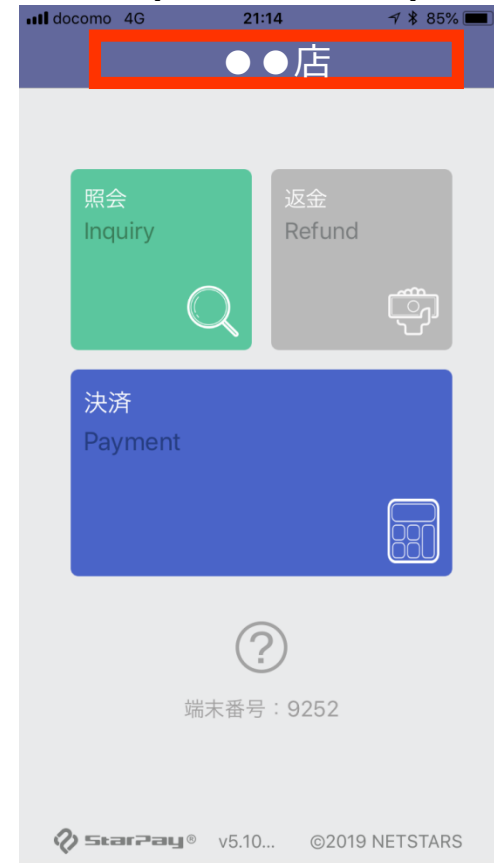 docomo 4G 21:14 85%
●●店
照会
Inquiry
返金
Refund
決済
Payment
?
端末番号：9252
StarPay® v5.10... ©2019 NETSTARS